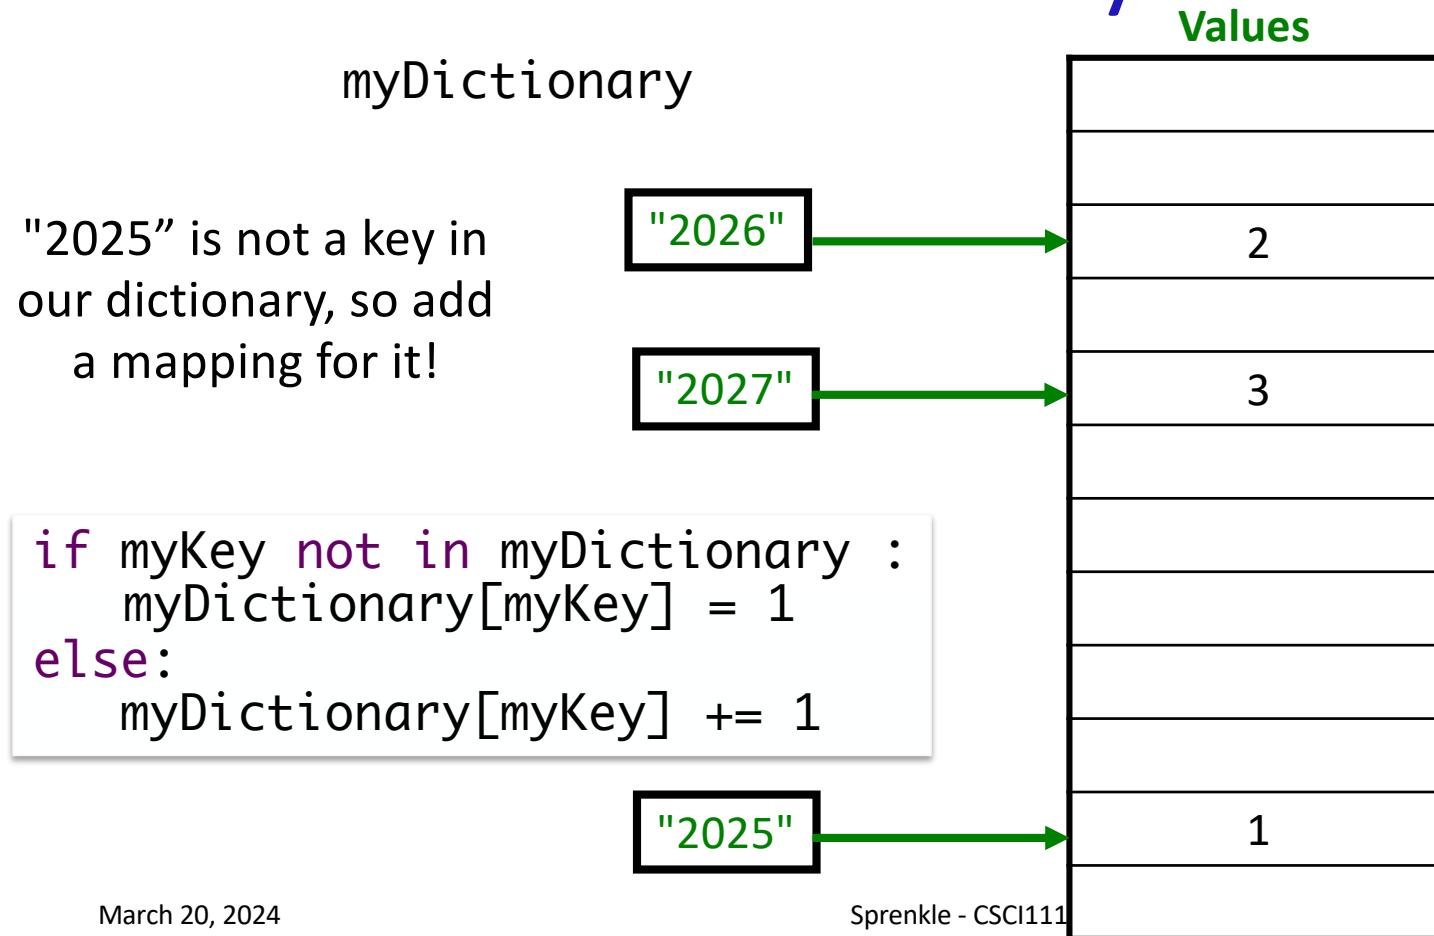 Values
myDictionary
"2025” is not a key in
our dictionary, so add
a mapping for it!
"2026"
2
"2027"
3
if myKey not in myDictionary :
myDictionary[myKey] = 1
else:
myDictionary[myKey] += 1
"2025"
1
March 20, 2024
Sprenkle - CSCI111